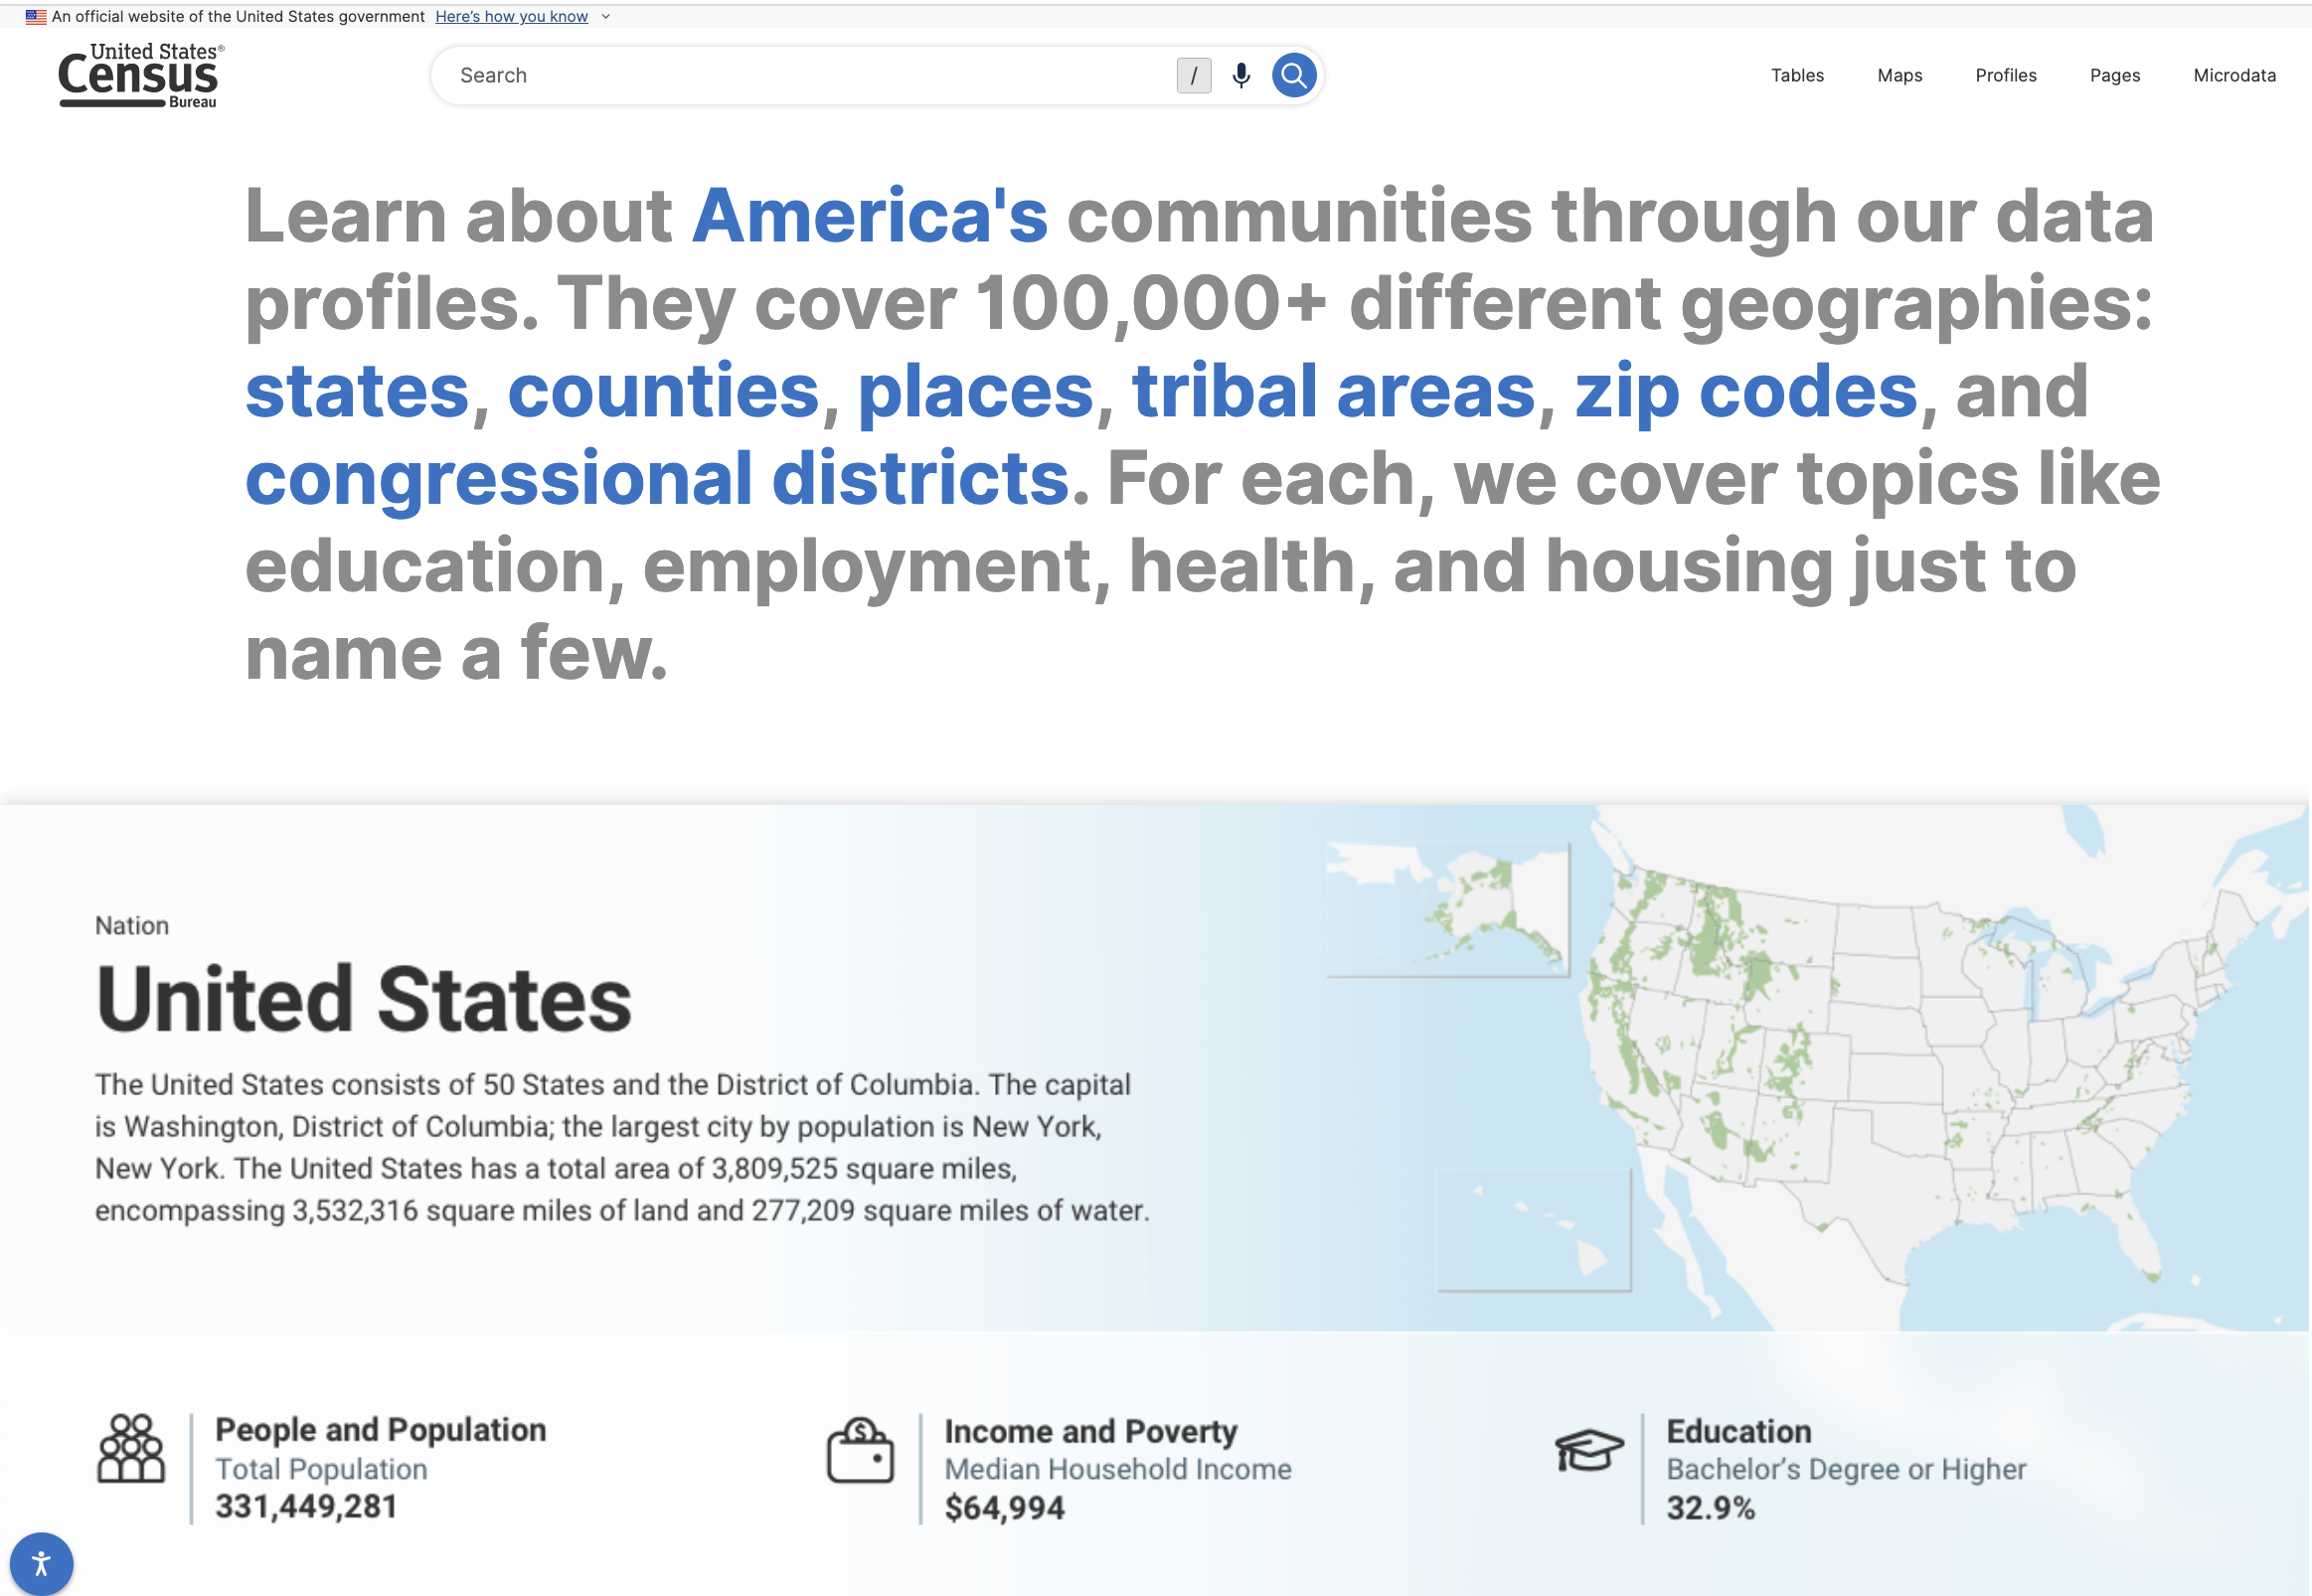 An official website of the United States government Here’s how you know
United States®
Census
Bureau
Search /
Tables Maps Profiles Pages Microdata
Learn about America's communities through our data
profiles. They cover 100,000+ different geographies:
states, counties, places, tribal areas, zip codes, and
congressional districts. For each, we cover topics like
education, employment, health, and housing just to
name a few.
Nation
United States
The United States consists of 50 States and the District of Columbia. The capital
is Washington, District of Columbia; the largest city by population is New York,
New York. The United States has a total area of 3,809,525 square miles,
encompassing 3,532,316 square miles of land and 277,209 square miles of water.
People and Population
Total Population
331,449,281
$
Income and Poverty
Median Household Income
$64,994
Education
Bachelor’s Degree or Higher
32.9%